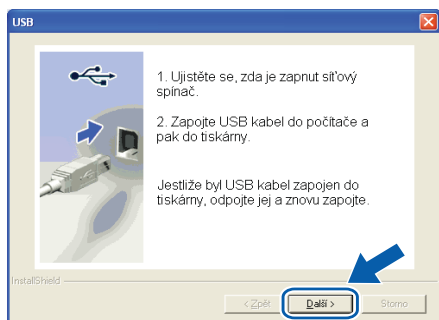 USB
1. Ujistěte se, zda je zapnut síťový
spínač.
2. Zapojte USB kabel do počítače a
pak do tiskárny.
Jestliže byl USB kabel zapojen do
tiskárny, odpojte jej a znovu zapojte.
InstallShield
< Zpět
Další >
Storno